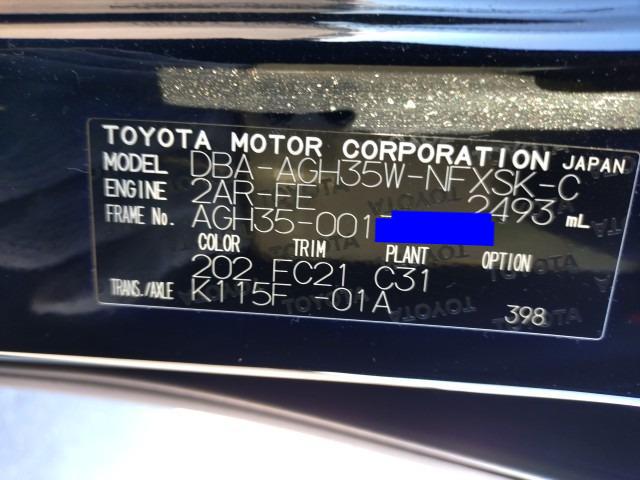 TOYOTA MOTOR CORPORATION JAPAN
MODEL DBA-AGH35W-NFXSK-C
ENGINE 2AR-FE 2493 mL
FRAME No. AGH35-001
COLOR TRIM PLANT OPTION
202 FC21 C31
TRANS./AXLE K115F -01A
398